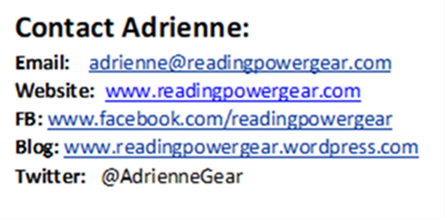 Contact Adrienne:
Email: adrienne@readingpowergear.com
Website: www.readingpowergear.com
FB: www.facebook.com/readingpowergear
Blog: www.readingpowergear.wordpress.com
Twitter: @AdrienneGear